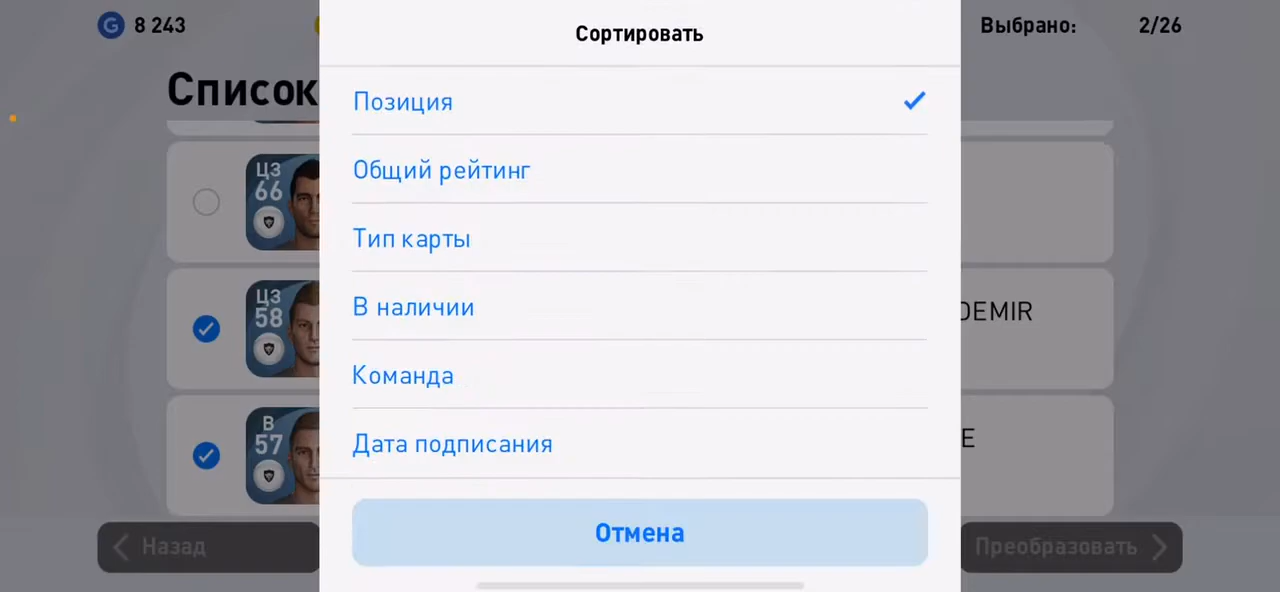 8 243
Сортировать
Выбрано: 2/26
Список
Позиция
Общий рейтинг
Тип карты
В наличии
Команда
Дата подписания
Отмена
ЦЗ
66
ЦЗ
58
DEMIR
В
57
E
Назад
Преобразовать